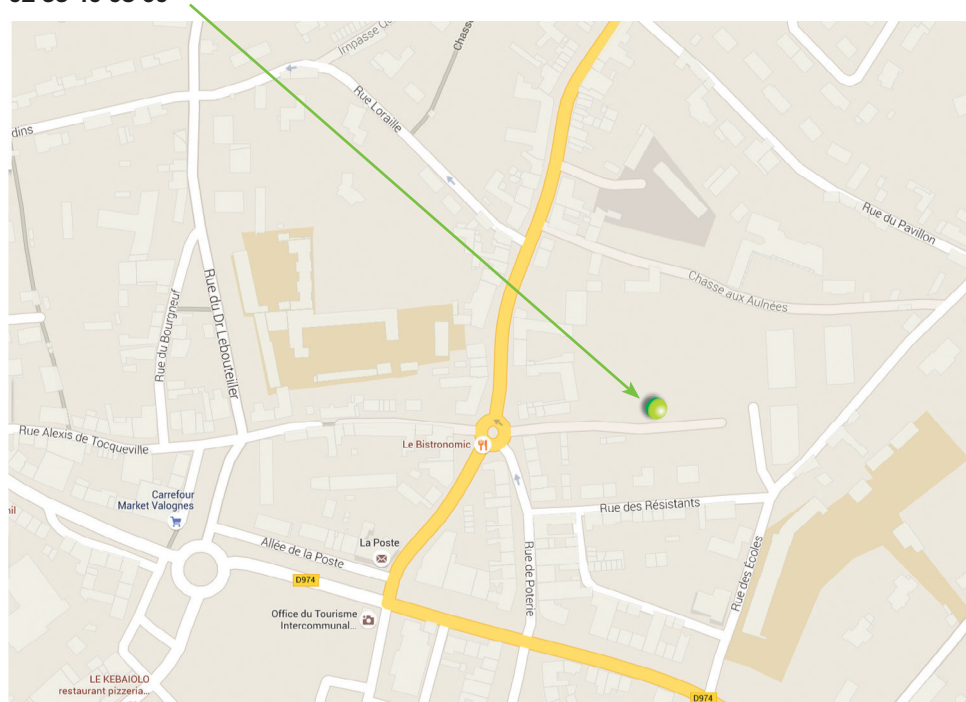 Impasse
Chasse
dins
Rue Loraille
Rue du Pavillon
Chasse aux Aulnées
Rue du Bourgneuf
Rue du Dr Lebouteiller
Rue Alexis de Tocqueville
Le Bistronomic
Carrefour
Market Valognes
nil
Rue des Résistants
La Poste
Allée de la Poste
D974
Rue de Poterie
Rue des Écoles
Office du Tourisme
Intercommunal...
LE KEBAIOLO
restaurant pizzeria...
D974